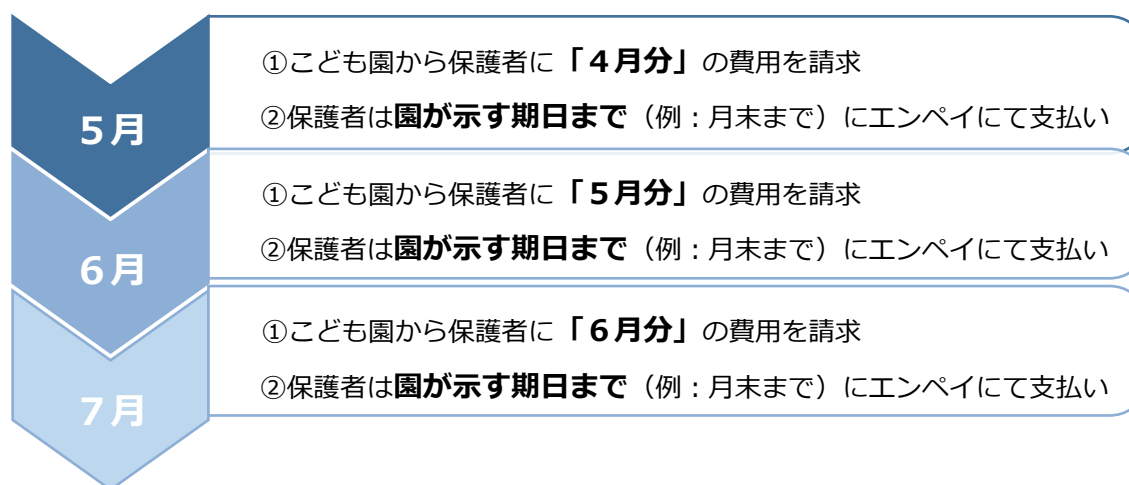 5月
①こども園から保護者に「４月分」の費用を請求
②保護者は園が示す期日まで（例：月末まで）にエンペイにて支払い
6月
①こども園から保護者に「５月分」の費用を請求
②保護者は園が示す期日まで（例：月末まで）にエンペイにて支払い
7月
①こども園から保護者に「６月分」の費用を請求
②保護者は園が示す期日まで（例：月末まで）にエンペイにて支払い